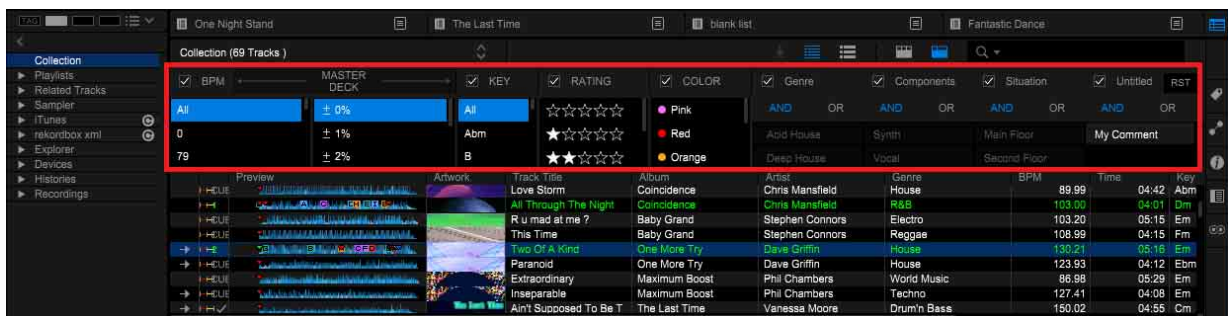 TAG
One Night Stand The Last Time blank list. Fantastic Dance
Collection (69 Tracks )
Collection
Playlists
Related Tracks
Sampler
iTunes
rekordbox xml
Explorer
Devices
Histories
Recordings
BPM MASTER DECK KEY RATING COLOR Genre Components Situation Untitled RST
All ± 0% All Pink AND OR AND OR AND OR AND OR
0 ± 1% Abm Red Acid House Synth Main Floor My Comment
79 ± 2% B Orange Deep House Vocal Second Floor
Preview Artwork Track Title Album Artist Genre BPM Time Key
CUE Love Storm Coincidence Chris Mansfield House 89.99 04:42 Abm
All Through The Night Coincidence Chris Mansfield R&B 103.00 04:01 Dm
CUE R u mad at me ? Baby Grand Stephen Connors Electro 103.20 05:15 Em
CUE This Time Baby Grand Stephen Connors Reggae 108.99 04:15 Fm
Two Of A Kind One More Try Dave Griffin House 130.21 05:16 Em
CUE Paranoid One More Try Dave Griffin House 123.93 04:12 Ebm
CUE Extraordinary Maximum Boost Phil Chambers World Music 86.98 05:29 Em
CUE Inseparable Maximum Boost Phil Chambers Techno 127.41 04:08 Em
The Last Time Ain't Supposed To Be T The Last Time Vanessa Moore Drum'n Bass 150.02 04:55 Cm